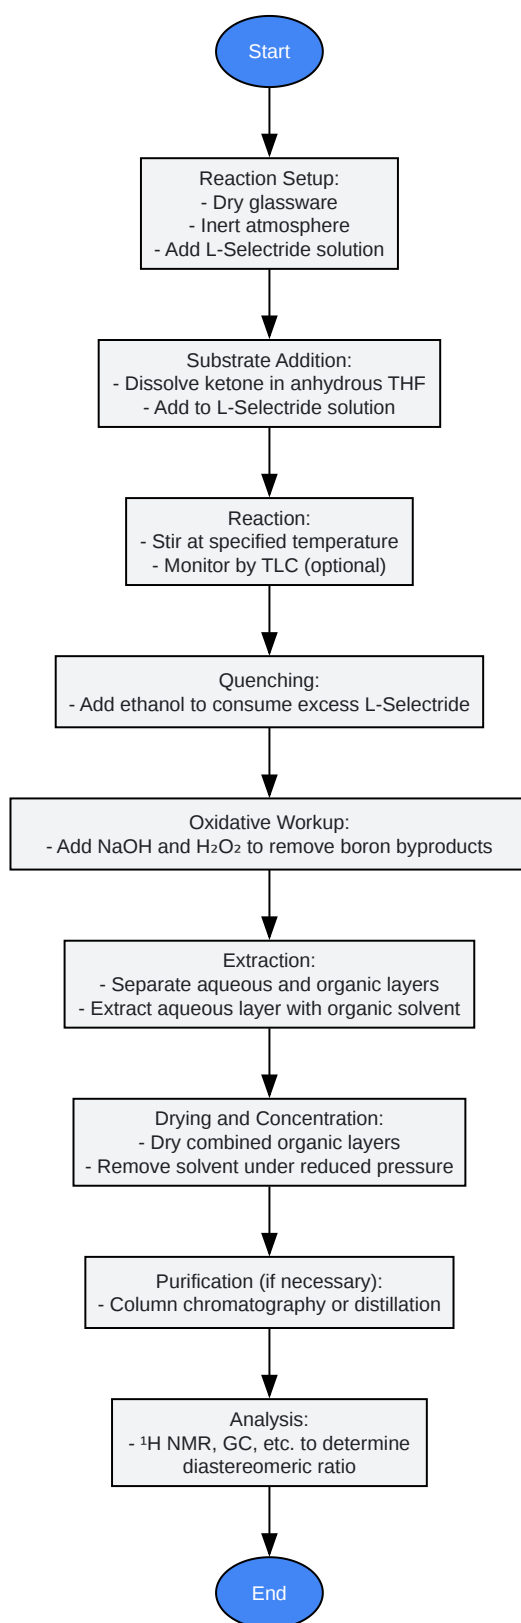 Start
Reaction Setup:
- Dry glassware
- Inert atmosphere
- Add L-Selectride solution
Substrate Addition:
- Dissolve ketone in anhydrous THF
- Add to L-Selectride solution
Reaction:
- Stir at specified temperature
- Monitor by TLC (optional)
Quenching:
- Add ethanol to consume excess L-Selectride
Oxidative Workup:
- Add NaOH and H₂O₂ to remove boron byproducts
Extraction:
- Separate aqueous and organic layers
- Extract aqueous layer with organic solvent
Drying and Concentration:
- Dry combined organic layers
- Remove solvent under reduced pressure
Purification (if necessary):
- Column chromatography or distillation
Analysis:
- ¹H NMR, GC, etc. to determine
diastereomeric ratio
End